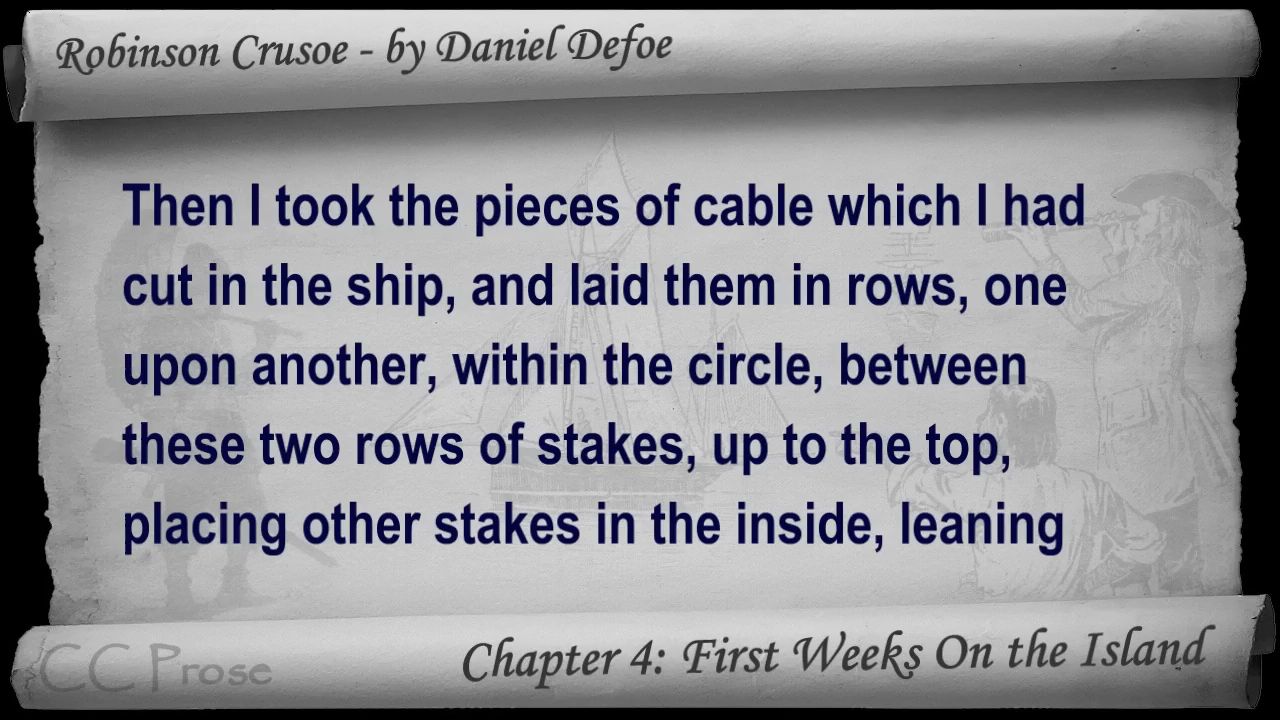 Robinson Crusoe - by Daniel Defoe
Then I took the pieces of cable which I had
cut in the ship, and laid them in rows, one
upon another, within the circle, between
these two rows of stakes, up to the top,
placing other stakes in the inside, leaning
CC Prose
Chapter 4: First Weeks On the Island